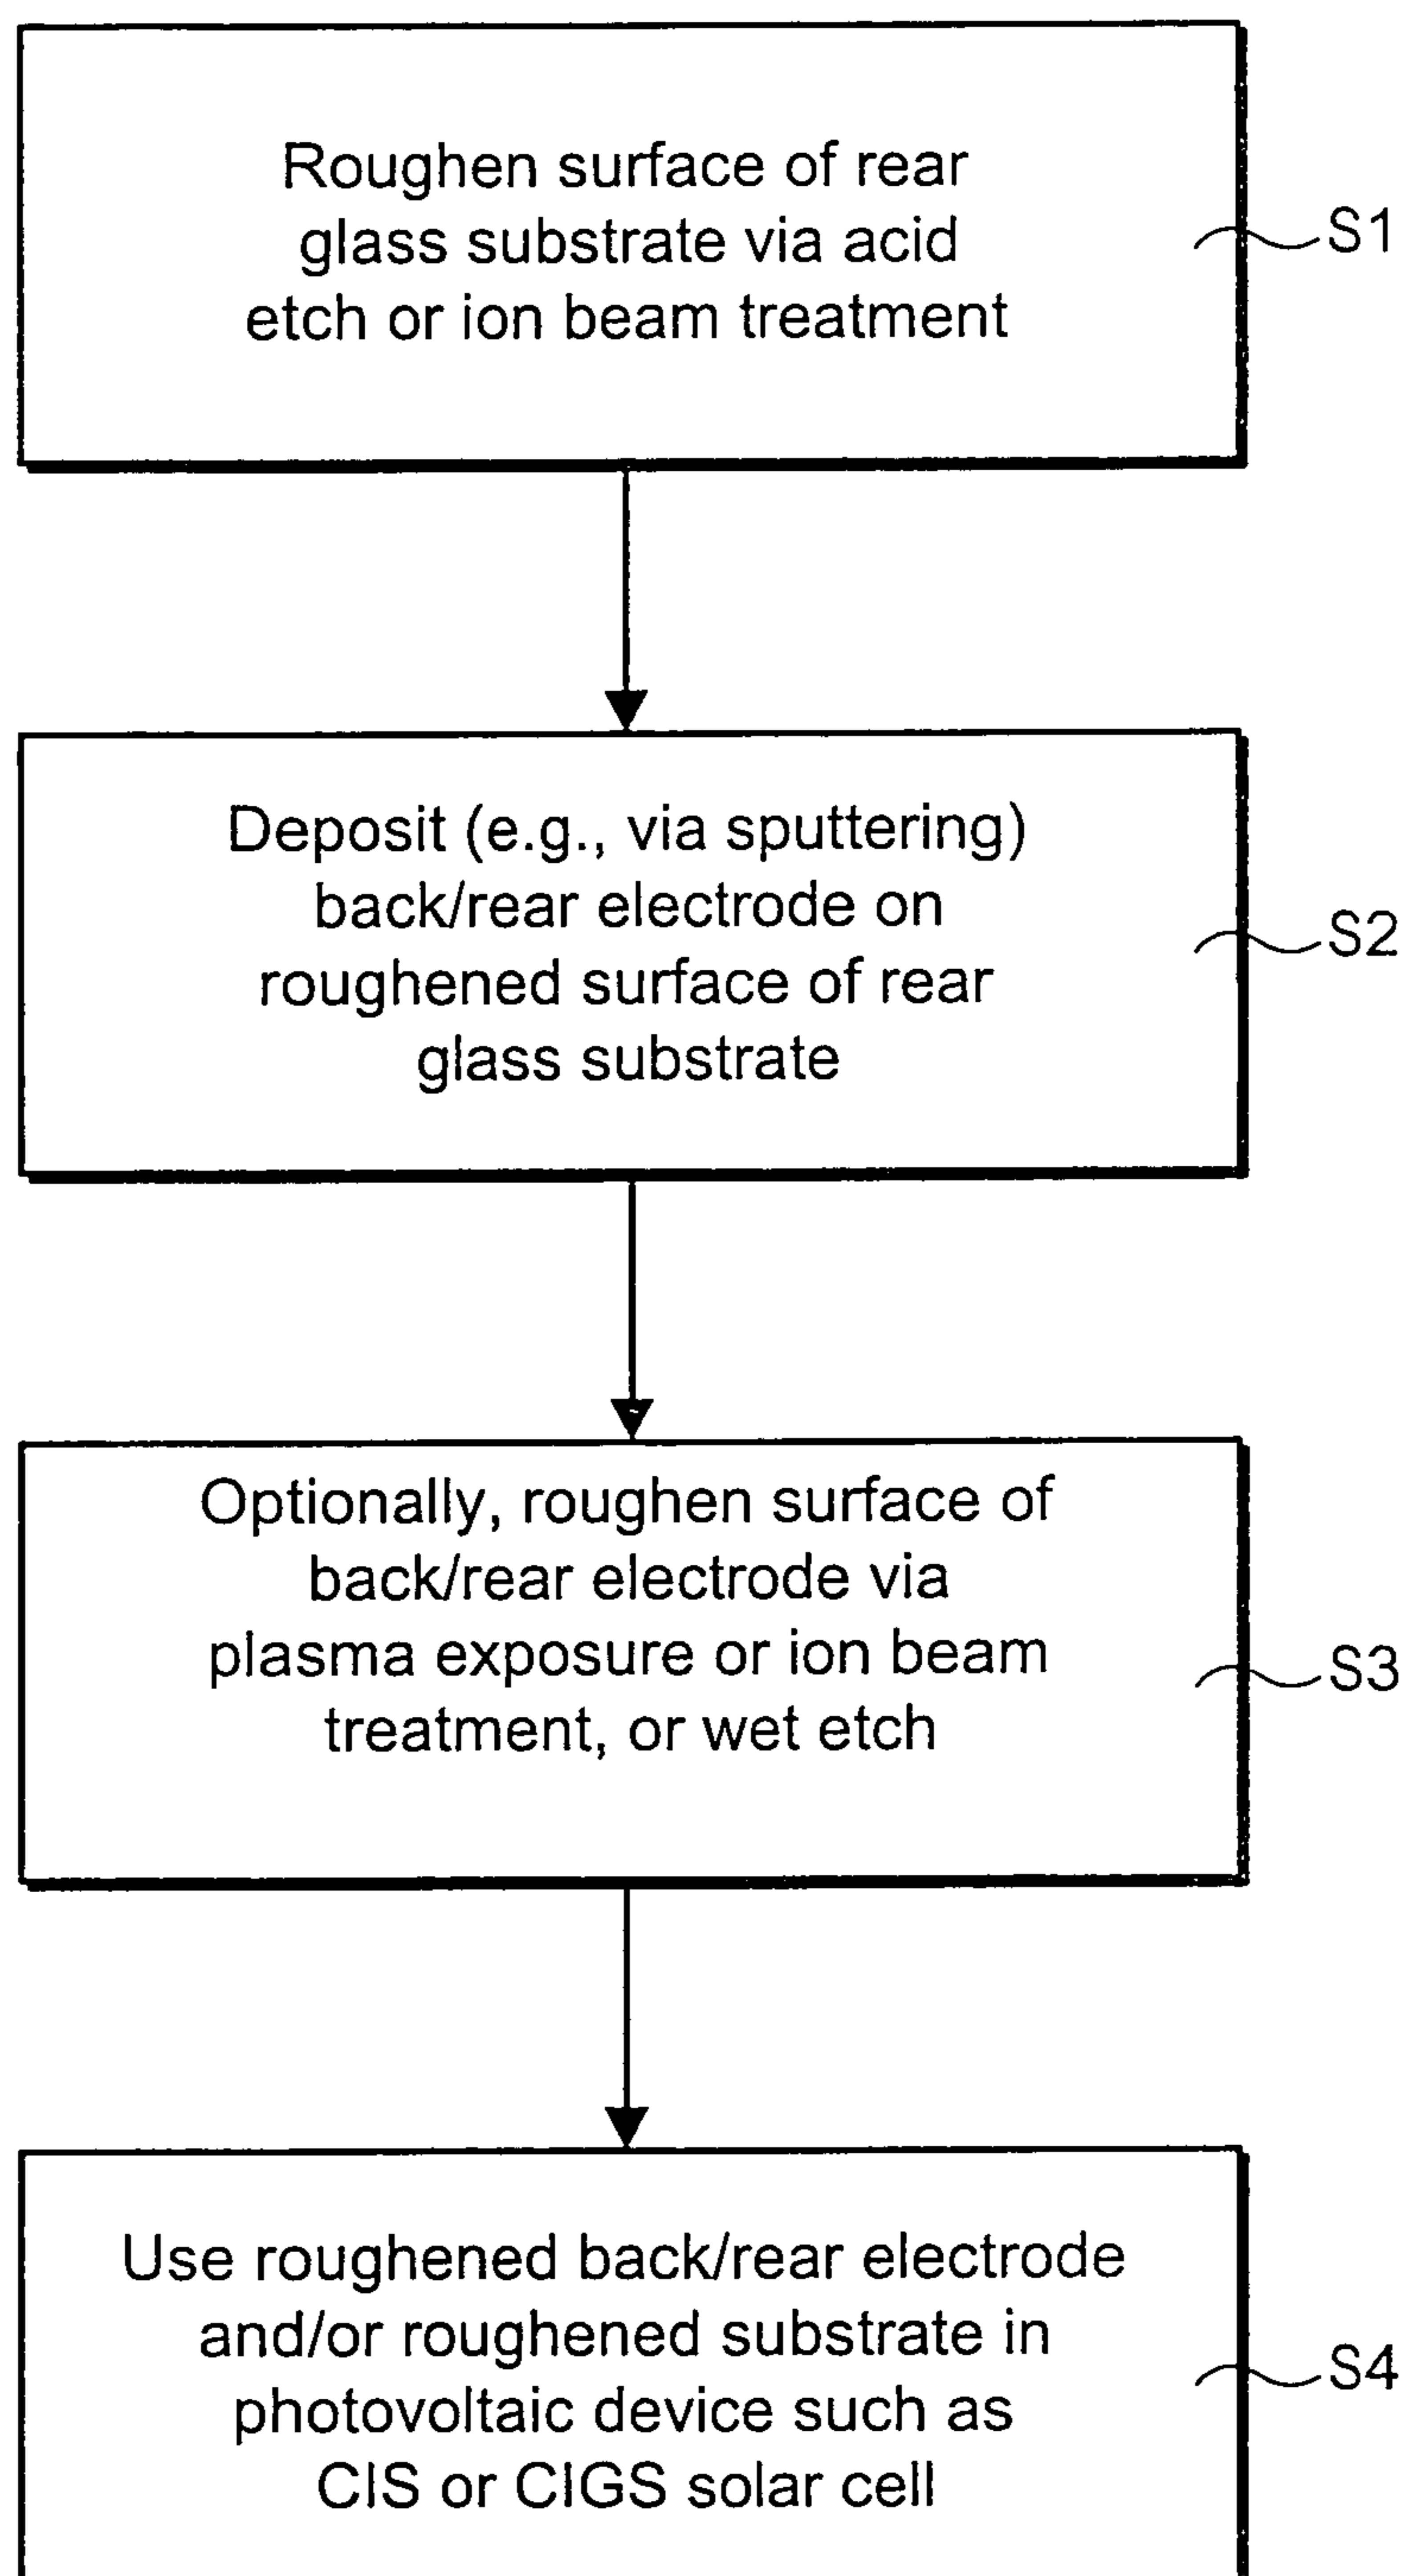 Roughen surface of rear
glass substrate via acid
etch or ion beam treatment
S1
Deposit (e.g., via sputtering)
back/rear electrode on
roughened surface of rear
glass substrate
S2
Optionally, roughen surface of
back/rear electrode via
plasma exposure or ion beam
treatment, or wet etch
S3
Use roughened back/rear electrode
and/or roughened substrate in
photovoltaic device such as
CIS or CIGS solar cell
S4